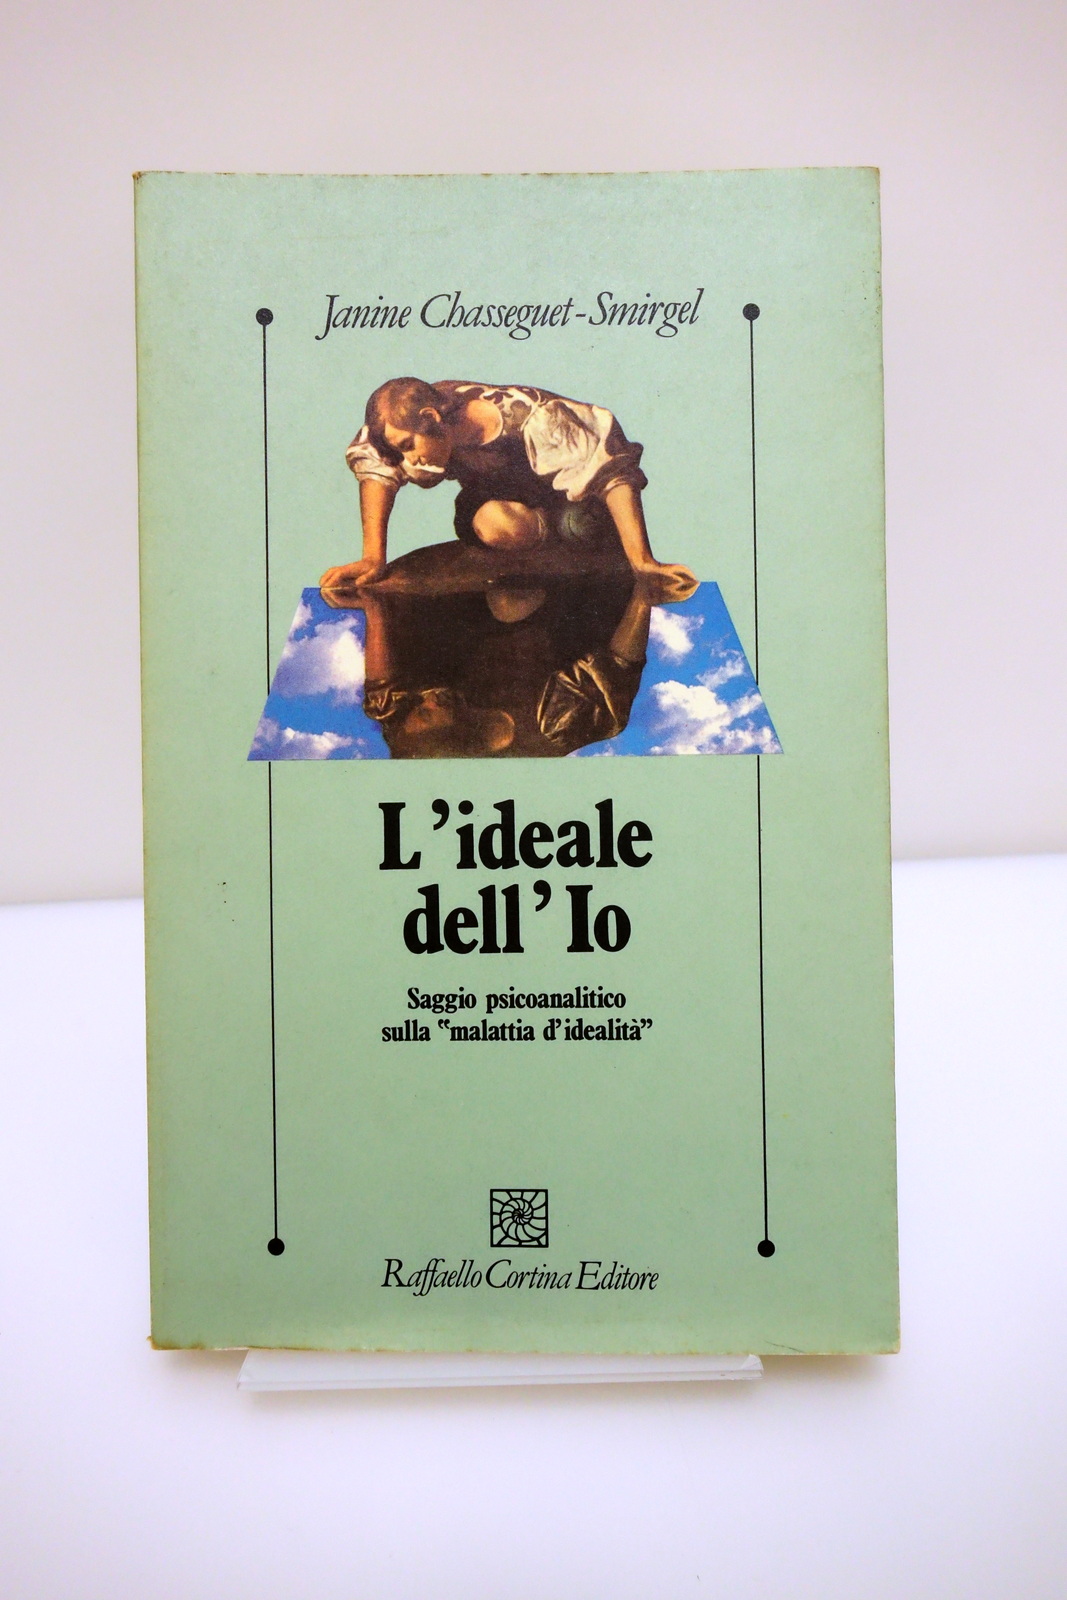 Janine Chasseguet-Smirgel
L'ideale
dell'Io
Saggio psicoanalitico
sulla "malattia d'idealità"
Raffaello Cortina Editore